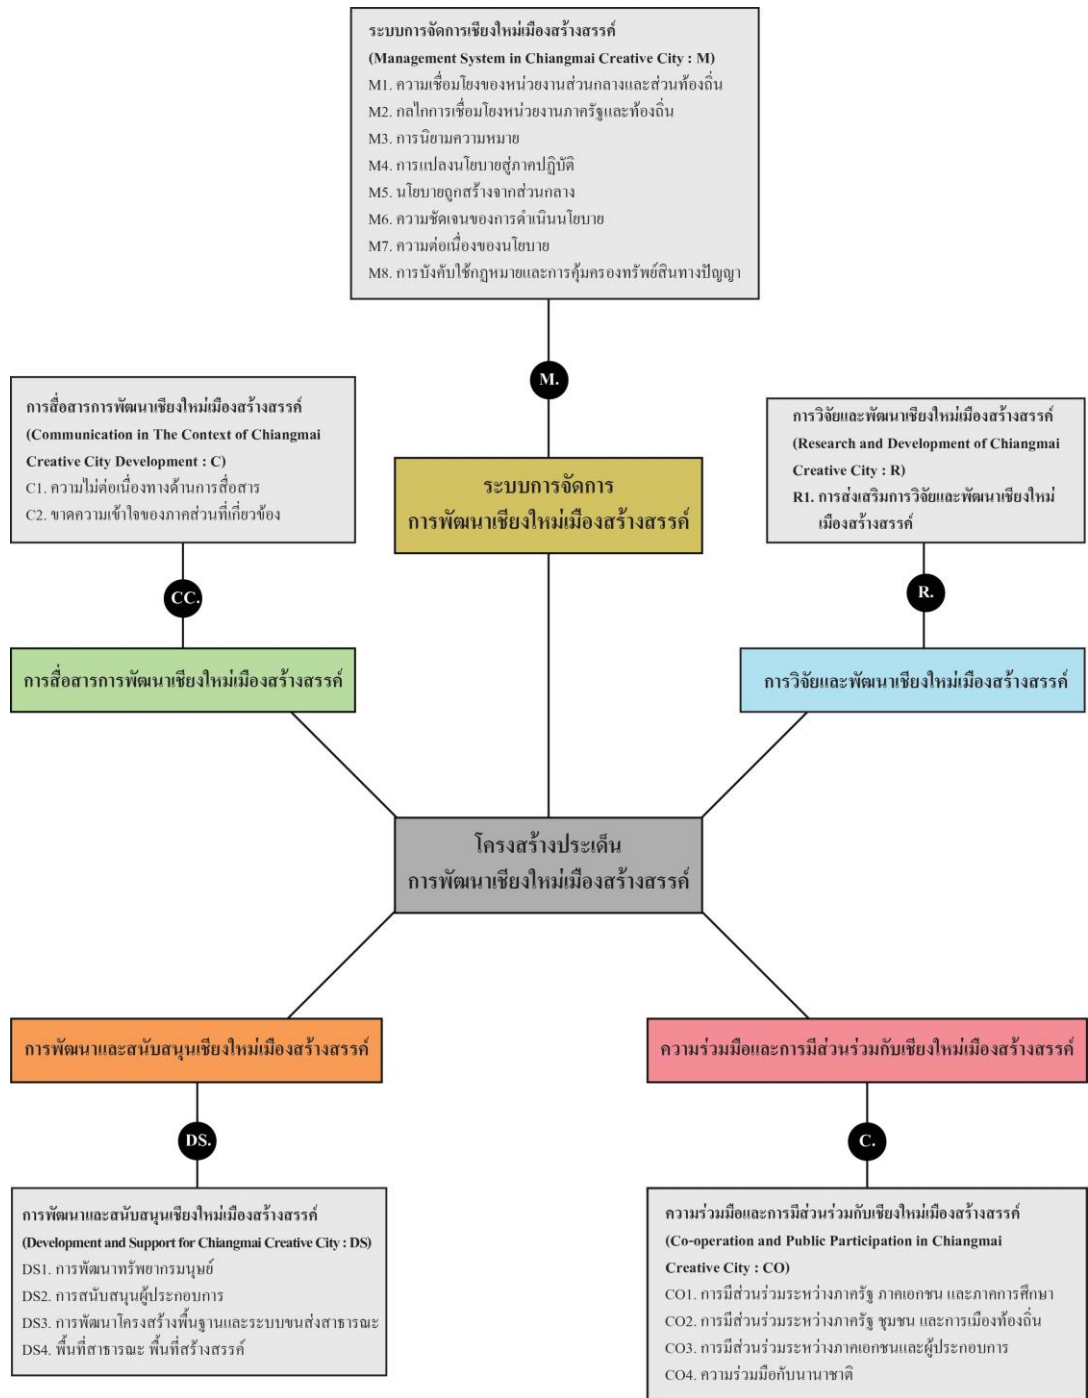 ระบบการจัดการเชียงใหม่เมืองสร้างสรรค์
(Management System in Chiangmai Creative City : M)
M1. ความเชื่อมโยงของหน่วยงานส่วนกลางและส่วนท้องถิ่น
M2. กลไกการเชื่อมโยงหน่วยงานภาครัฐและท้องถิ่น
M3. การนิยามความหมาย
M4. การแปลงนโยบายสู่ภาคปฏิบัติ
M5. นโยบายถูกสร้างจากส่วนกลาง
M6. ความชัดเจนของการดำเนินนโยบาย
M7. ความต่อเนื่องของนโยบาย
M8. การบังคับใช้กฎหมายและการคุ้มครองทรัพย์สินทางปัญญา
M.
การสื่อสารการพัฒนาเชียงใหม่เมืองสร้างสรรค์
(Communication in The Context of Chiangmai
Creative City Development : C)
C1. ความไม่ต่อเนื่องทางด้านการสื่อสาร
C2. ขาดความเข้าใจของภาคส่วนที่เกี่ยวข้อง
CC.
การสื่อสารการพัฒนาเชียงใหม่เมืองสร้างสรรค์
ระบบการจัดการ
การพัฒนาเชียงใหม่เมืองสร้างสรรค์
การวิจัยและพัฒนาเชียงใหม่เมืองสร้างสรรค์
(Research and Development of Chiangmai
Creative City : R)
R1. การส่งเสริมการวิจัยและพัฒนาเชียงใหม่
เมืองสร้างสรรค์
R.
การวิจัยและพัฒนาเชียงใหม่เมืองสร้างสรรค์
โครงสร้างประเด็น
การพัฒนาเชียงใหม่เมืองสร้างสรรค์
การพัฒนาและสนับสนุนเชียงใหม่เมืองสร้างสรรค์
DS.
การพัฒนาและสนับสนุนเชียงใหม่เมืองสร้างสรรค์
(Development and Support for Chiangmai Creative City : DS)
DS1. การพัฒนาทรัพยากรมนุษย์
DS2. การสนับสนุนผู้ประกอบการ
DS3. การพัฒนาโครงสร้างพื้นฐานและระบบขนส่งสาธารณะ
DS4. พื้นที่สาธารณะ พื้นที่สร้างสรรค์
ความร่วมมือและการมีส่วนร่วมกับเชียงใหม่เมืองสร้างสรรค์
C.
ความร่วมมือและการมีส่วนร่วมกับเชียงใหม่เมืองสร้างสรรค์
(Co-operation and Public Participation in Chiangmai
Creative City : CO)
CO1. การมีส่วนร่วมระหว่างภาครัฐ ภาคเอกชน และภาคการศึกษา
CO2. การมีส่วนร่วมระหว่างภาครัฐ ชุมชน และการเมืองท้องถิ่น
CO3. การมีส่วนร่วมระหว่างภาคเอกชนและผู้ประกอบการ
CO4. ความร่วมมือกับนานาชาติ